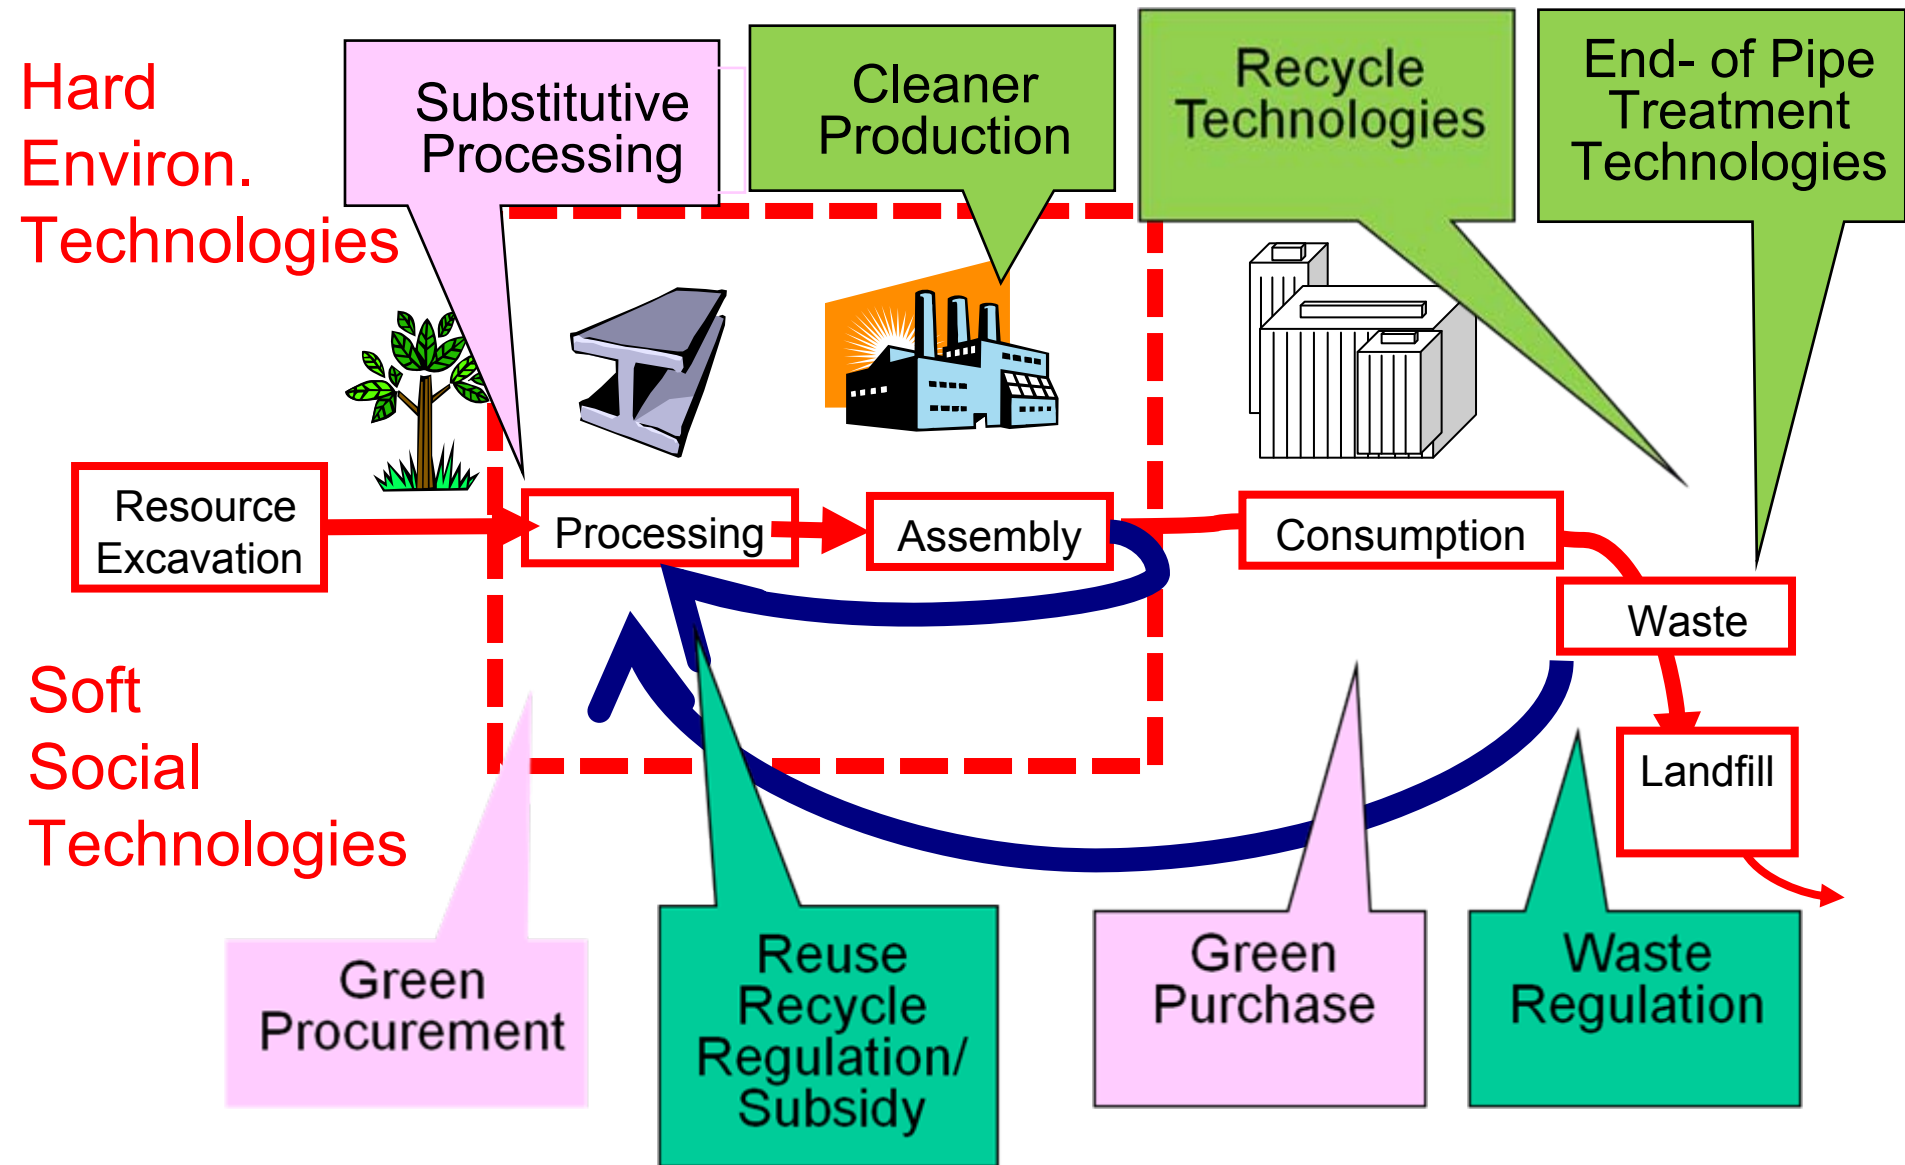 Hard
Environ.
Technologies
Substitutive
Processing
Cleaner
Production
Recycle
Technologies
End- of Pipe
Treatment
Technologies
Resource
Excavation
Processing
Assembly
Consumption
Waste
Landfill
Soft
Social
Technologies
Green
Procurement
Reuse
Recycle
Regulation/
Subsidy
Green
Purchase
Waste
Regulation